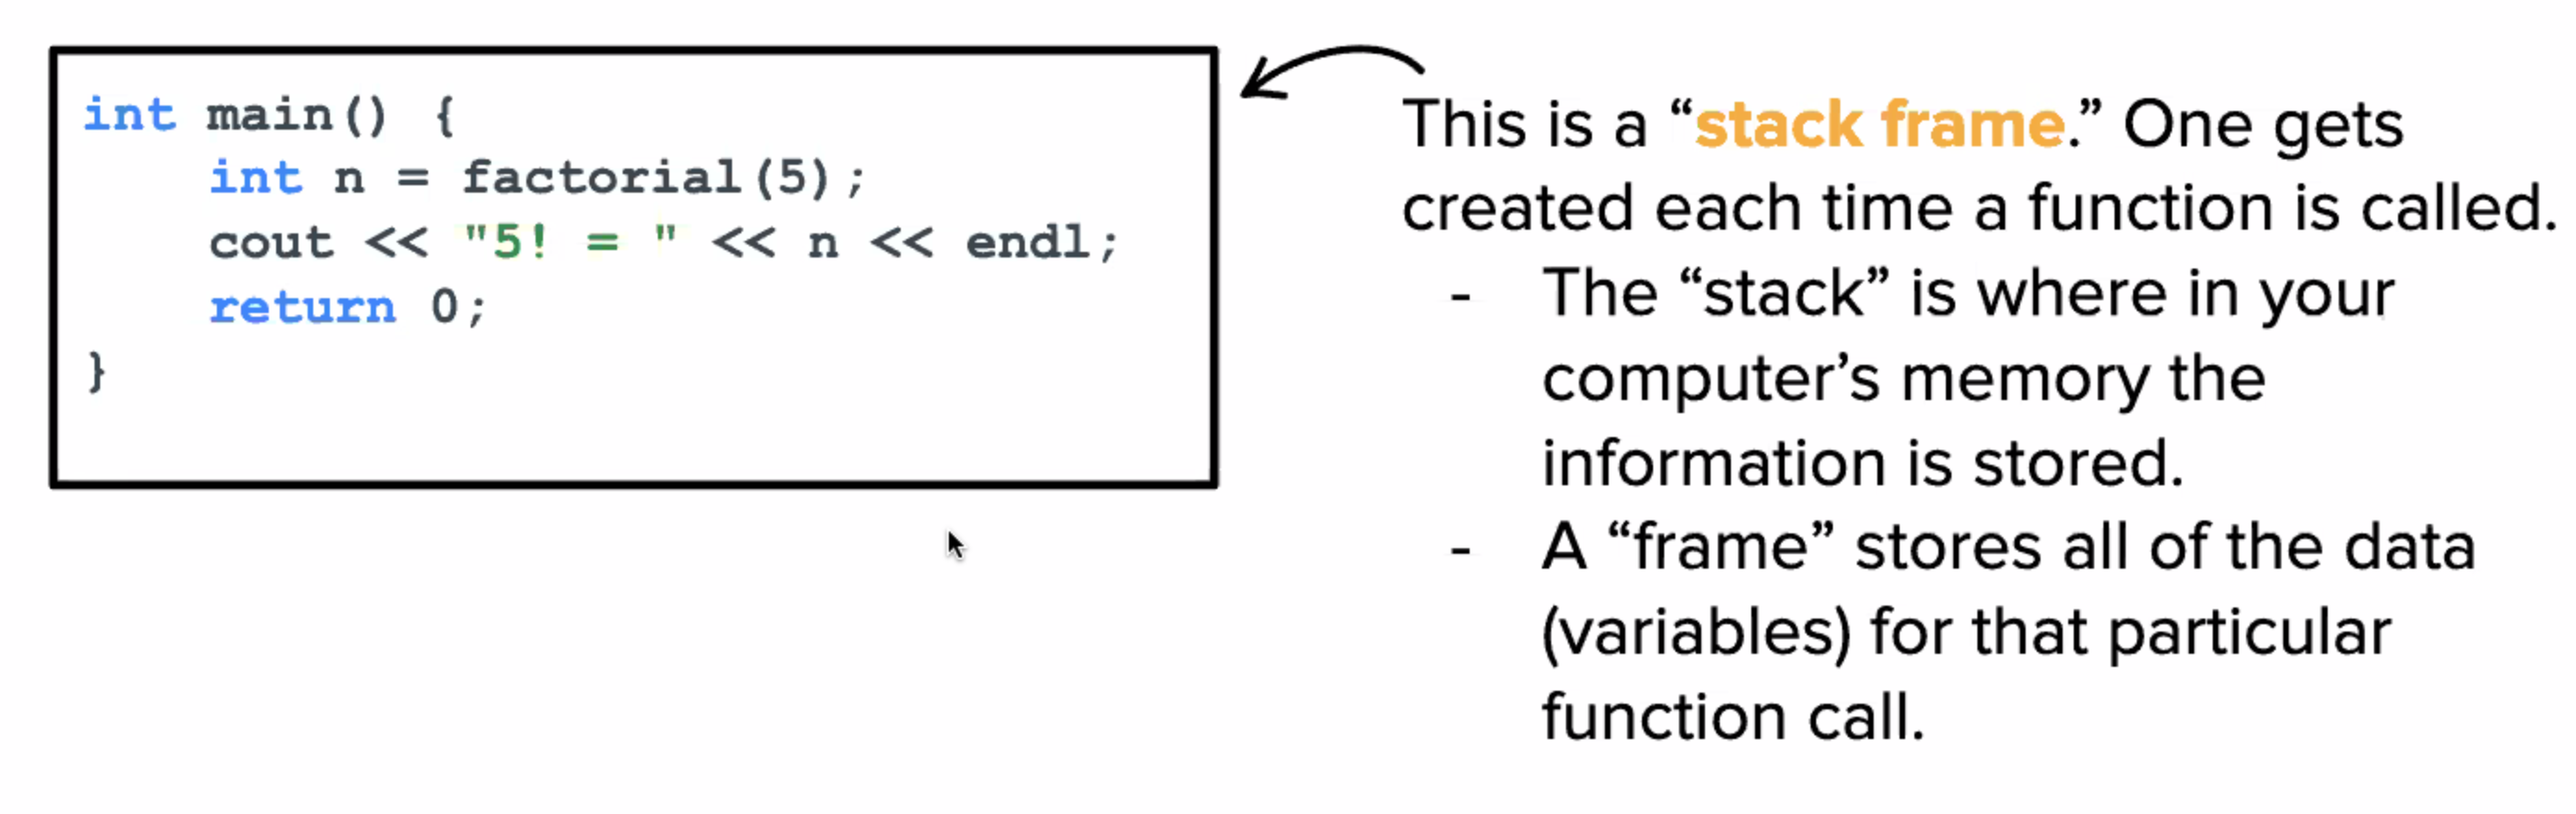 int main() {
    int n = factorial(5);
    cout << "5! = " << n << endl;
    return 0;
}
This is a “stack frame.” One gets
created each time a function is called.
- The “stack” is where in your
computer’s memory the
information is stored.
- A “frame” stores all of the data
(variables) for that particular
function call.